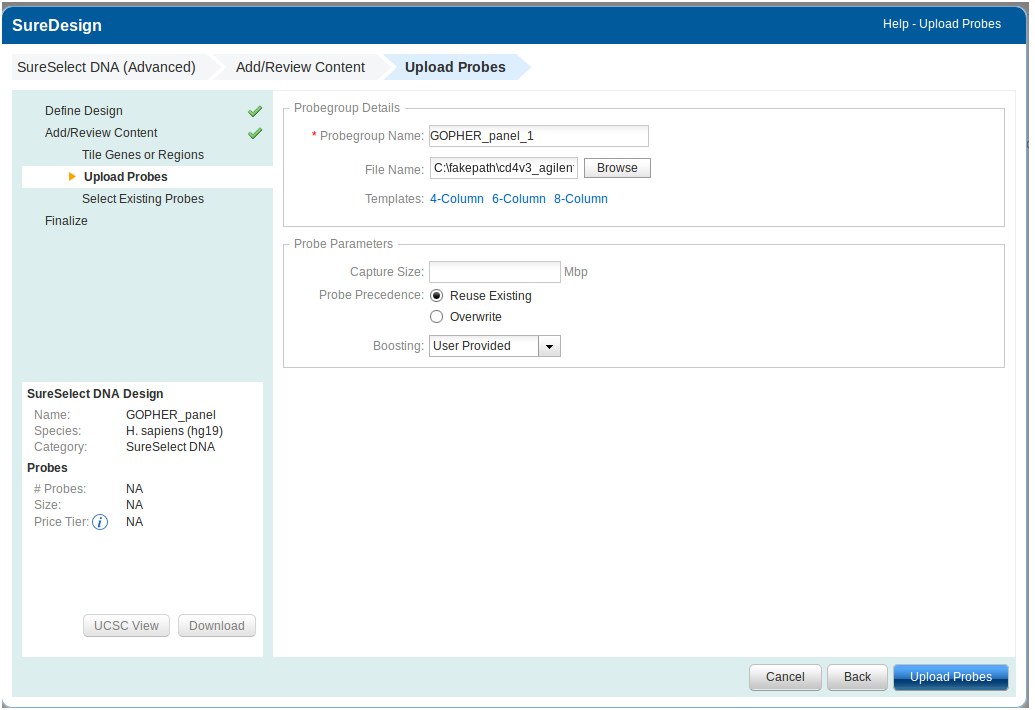 SureDesign
Help - Upload Probes
SureSelect DNA (Advanced) Add/Review Content Upload Probes
Define Design
Add/Review Content
Tile Genes or Regions
Upload Probes
Select Existing Probes
Finalize
SureSelect DNA Design
Name: GOPHER_panel
Species: H. sapiens (hg19)
Category: SureSelect DNA
Probes
# Probes: NA
Size: NA
Price Tier: i NA
UCSC View Download
Probegroup Details
* Probegroup Name: GOPHER_panel_1
File Name: C:\fakepath\cd4v3_agilent Browse
Templates: 4-Column 6-Column 8-Column
Probe Parameters
Capture Size: Mbp
Probe Precedence: Reuse Existing
Overwrite
Boosting: User Provided
Cancel Back Upload Probes